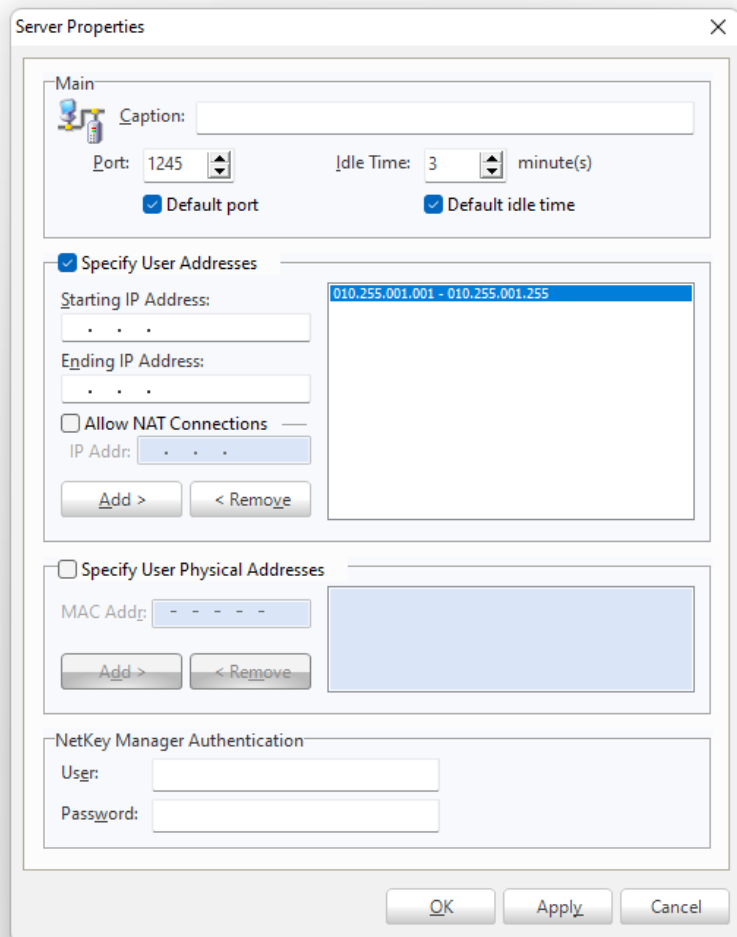 Server Properties
Main
Caption:
Port: 1245 Idle Time: 3 minute(s)
Default port Default idle time
Specify User Addresses
Starting IP Address:
. . .
Ending IP Address:
. . .
Allow NAT Connections
IP Addr: . . .
Add > < Remove
010.255.001.001 - 010.255.001.255
Specify User Physical Addresses
MAC Addr: - - - - -
Add > < Remove
NetKey Manager Authentication
User:
Password:
OK Apply Cancel